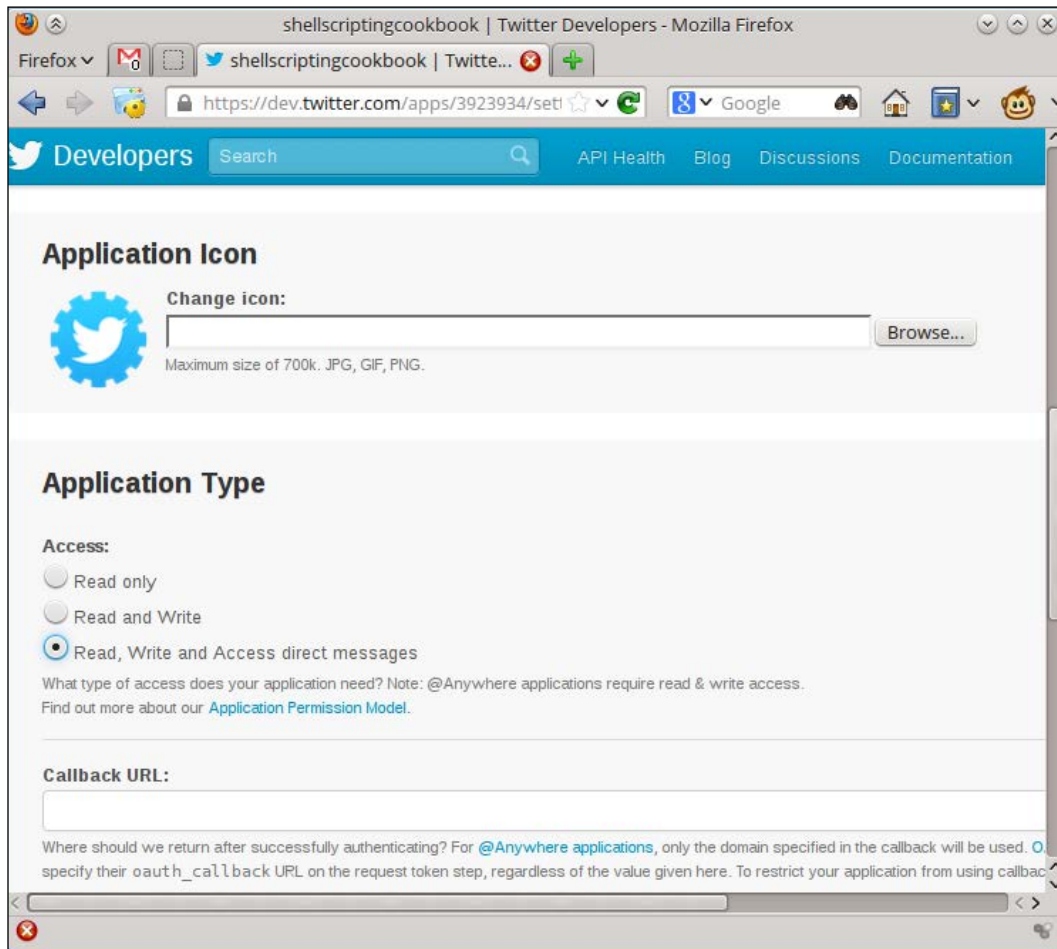 shellscriptingcookbook | Twitter Developers - Mozilla Firefox
Firefox
0
shellscriptingcookbook | Twitte...
https://dev.twitter.com/apps/3923934/sett
8 Google
Developers Search API Health Blog Discussions Documentation
Application Icon
Change icon:
Browse...
Maximum size of 700k. JPG, GIF, PNG.
Application Type
Access:
Read only
Read and Write
Read, Write and Access direct messages
What type of access does your application need? Note: @Anywhere applications require read & write access.
Find out more about our Application Permission Model.
Callback URL:
Where should we return after successfully authenticating? For @Anywhere applications, only the domain specified in the callback will be used. O
specify their oauth_callback URL on the request token step, regardless of the value given here. To restrict your application from using callbac